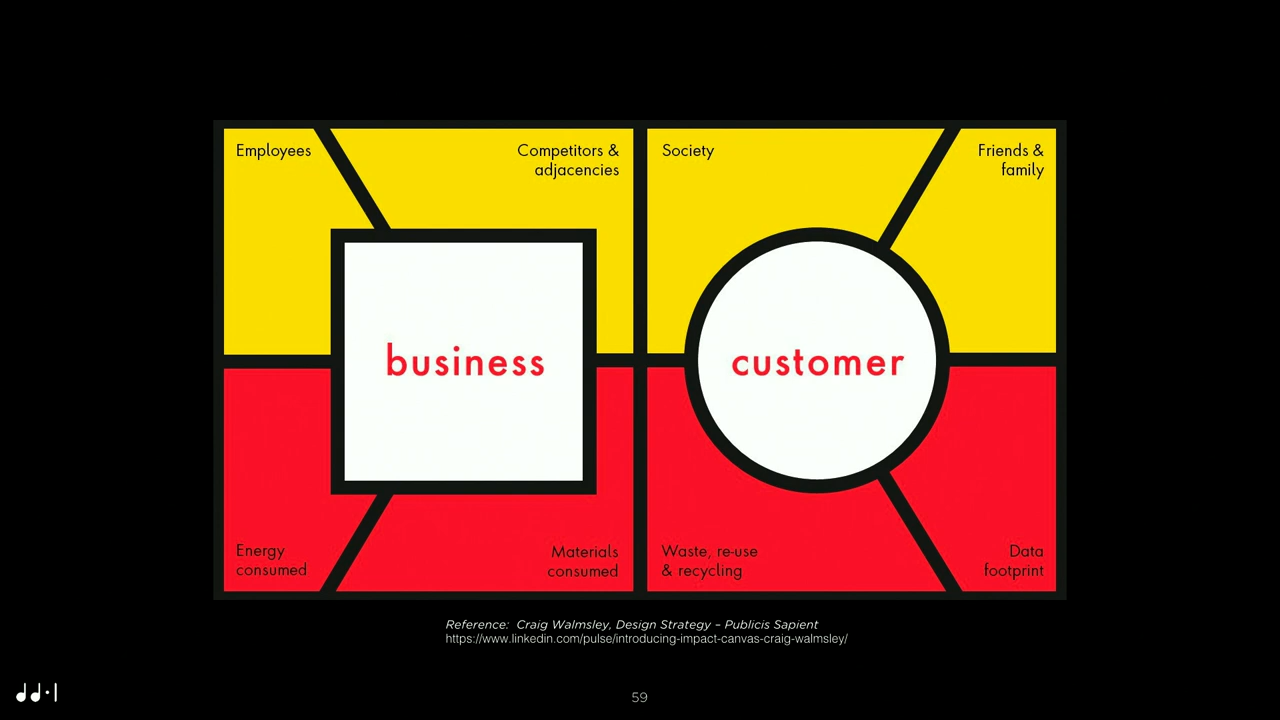 Employees
Competitors &
adjacencies
Society
Friends &
family
business
customer
Energy
consumed
Materials
consumed
Waste, re-use
& recycling
Data
footprint
Reference:  Craig Walmsley, Design Strategy – Publicis Sapient
https://www.linkedin.com/pulse/introducing-impact-canvas-craig-walmsley/
59